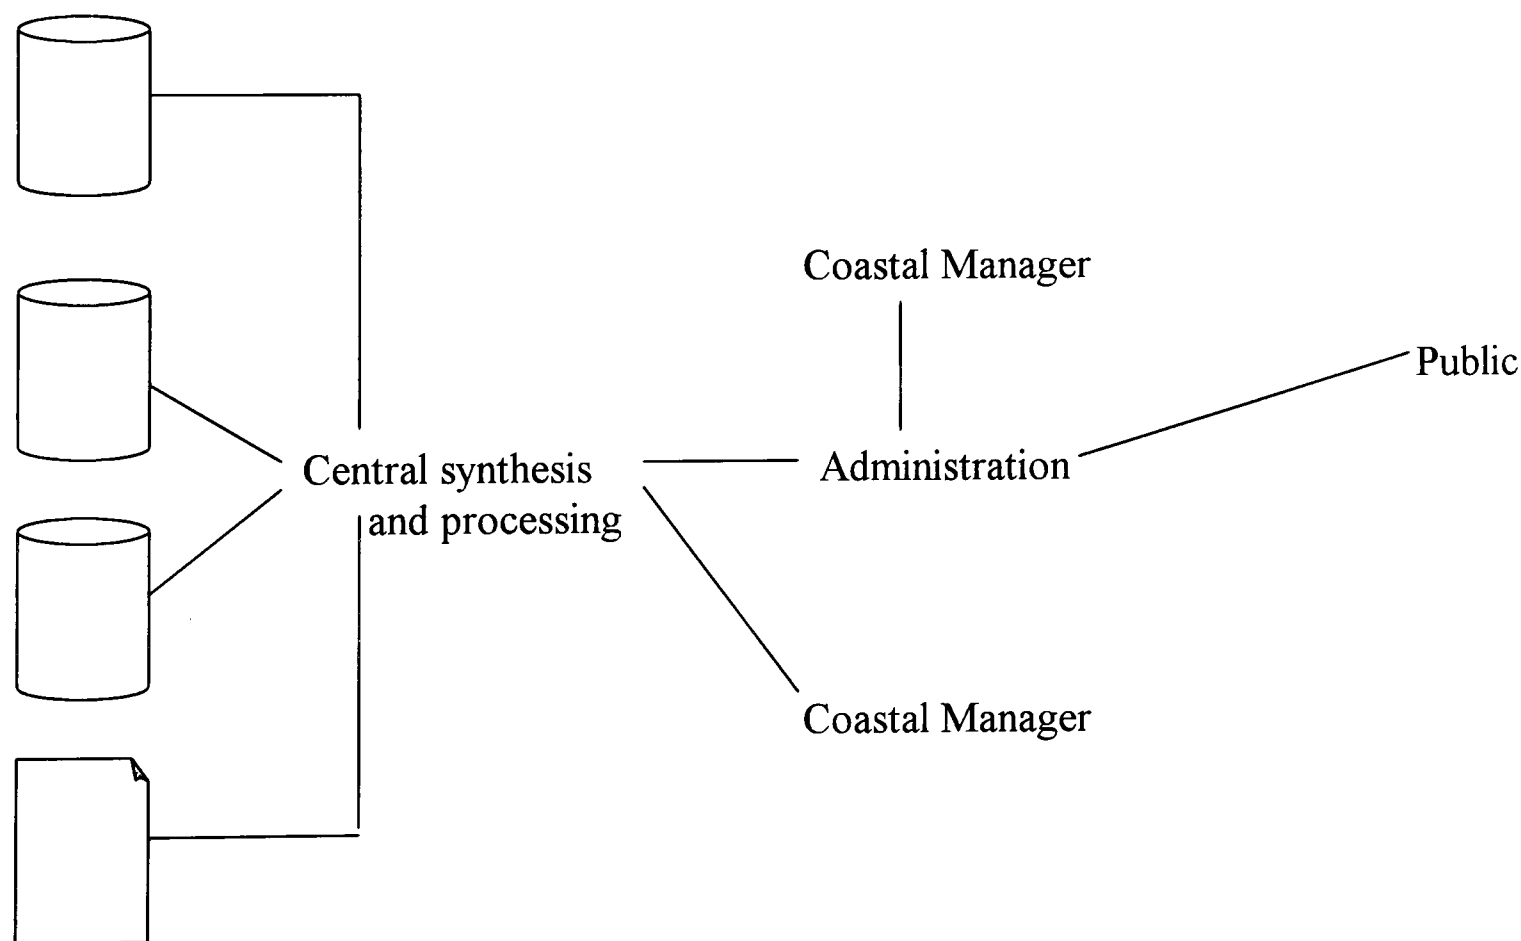 Coastal Manager
Public
Central synthesis
and processing
Administration
Coastal Manager